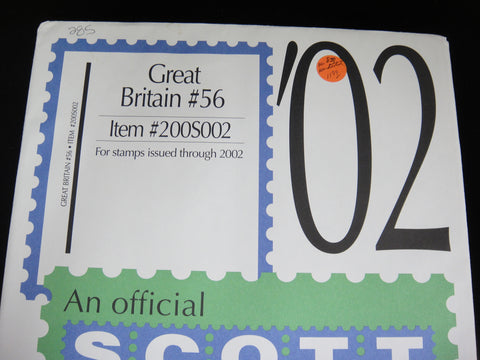 58c
'02
Great
Britain #56
Item #200S002
For stamps issued through 2002
GREAT BRITAIN #56 • ITEM #200S002
An official
SCOTT